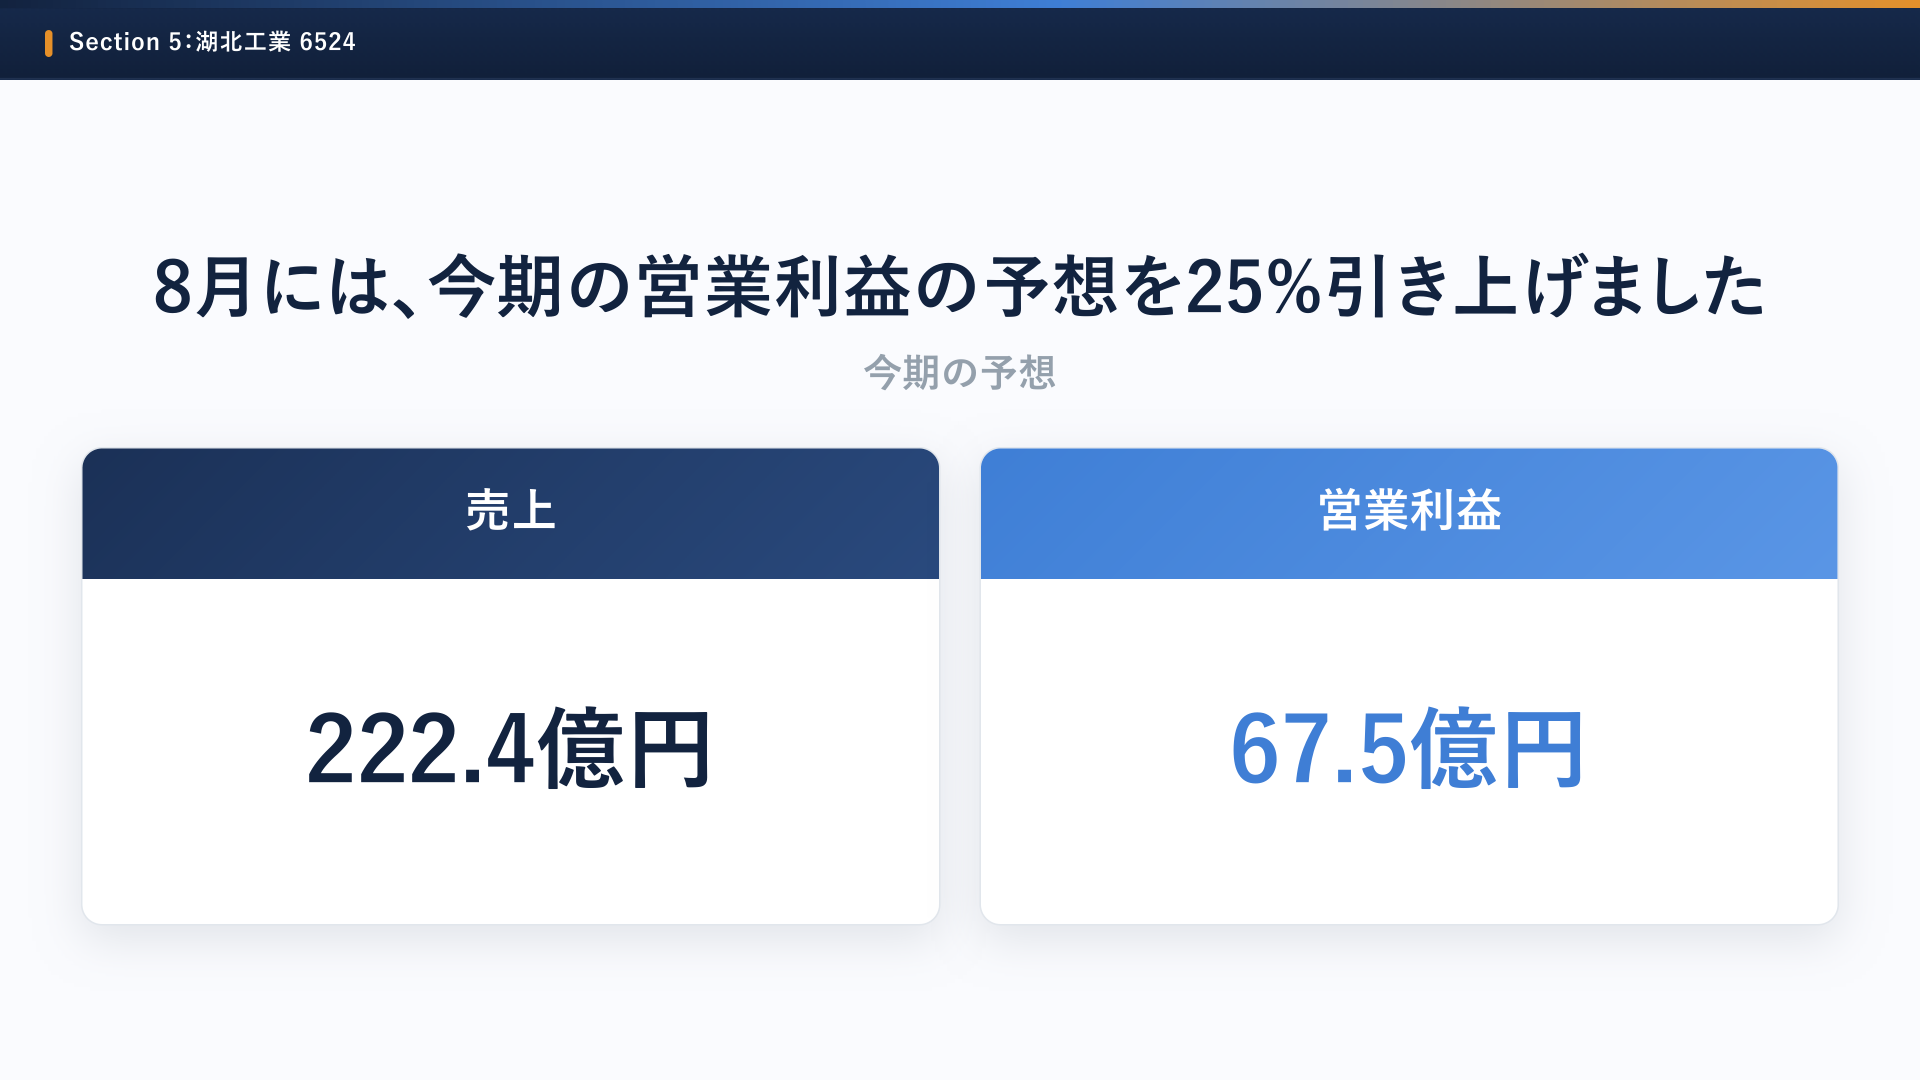 Section 5:湖北工業 6524
8月には、今期の営業利益の予想を25%引き上げました
今期の予想
売上
営業利益
222.4億円
67.5億円